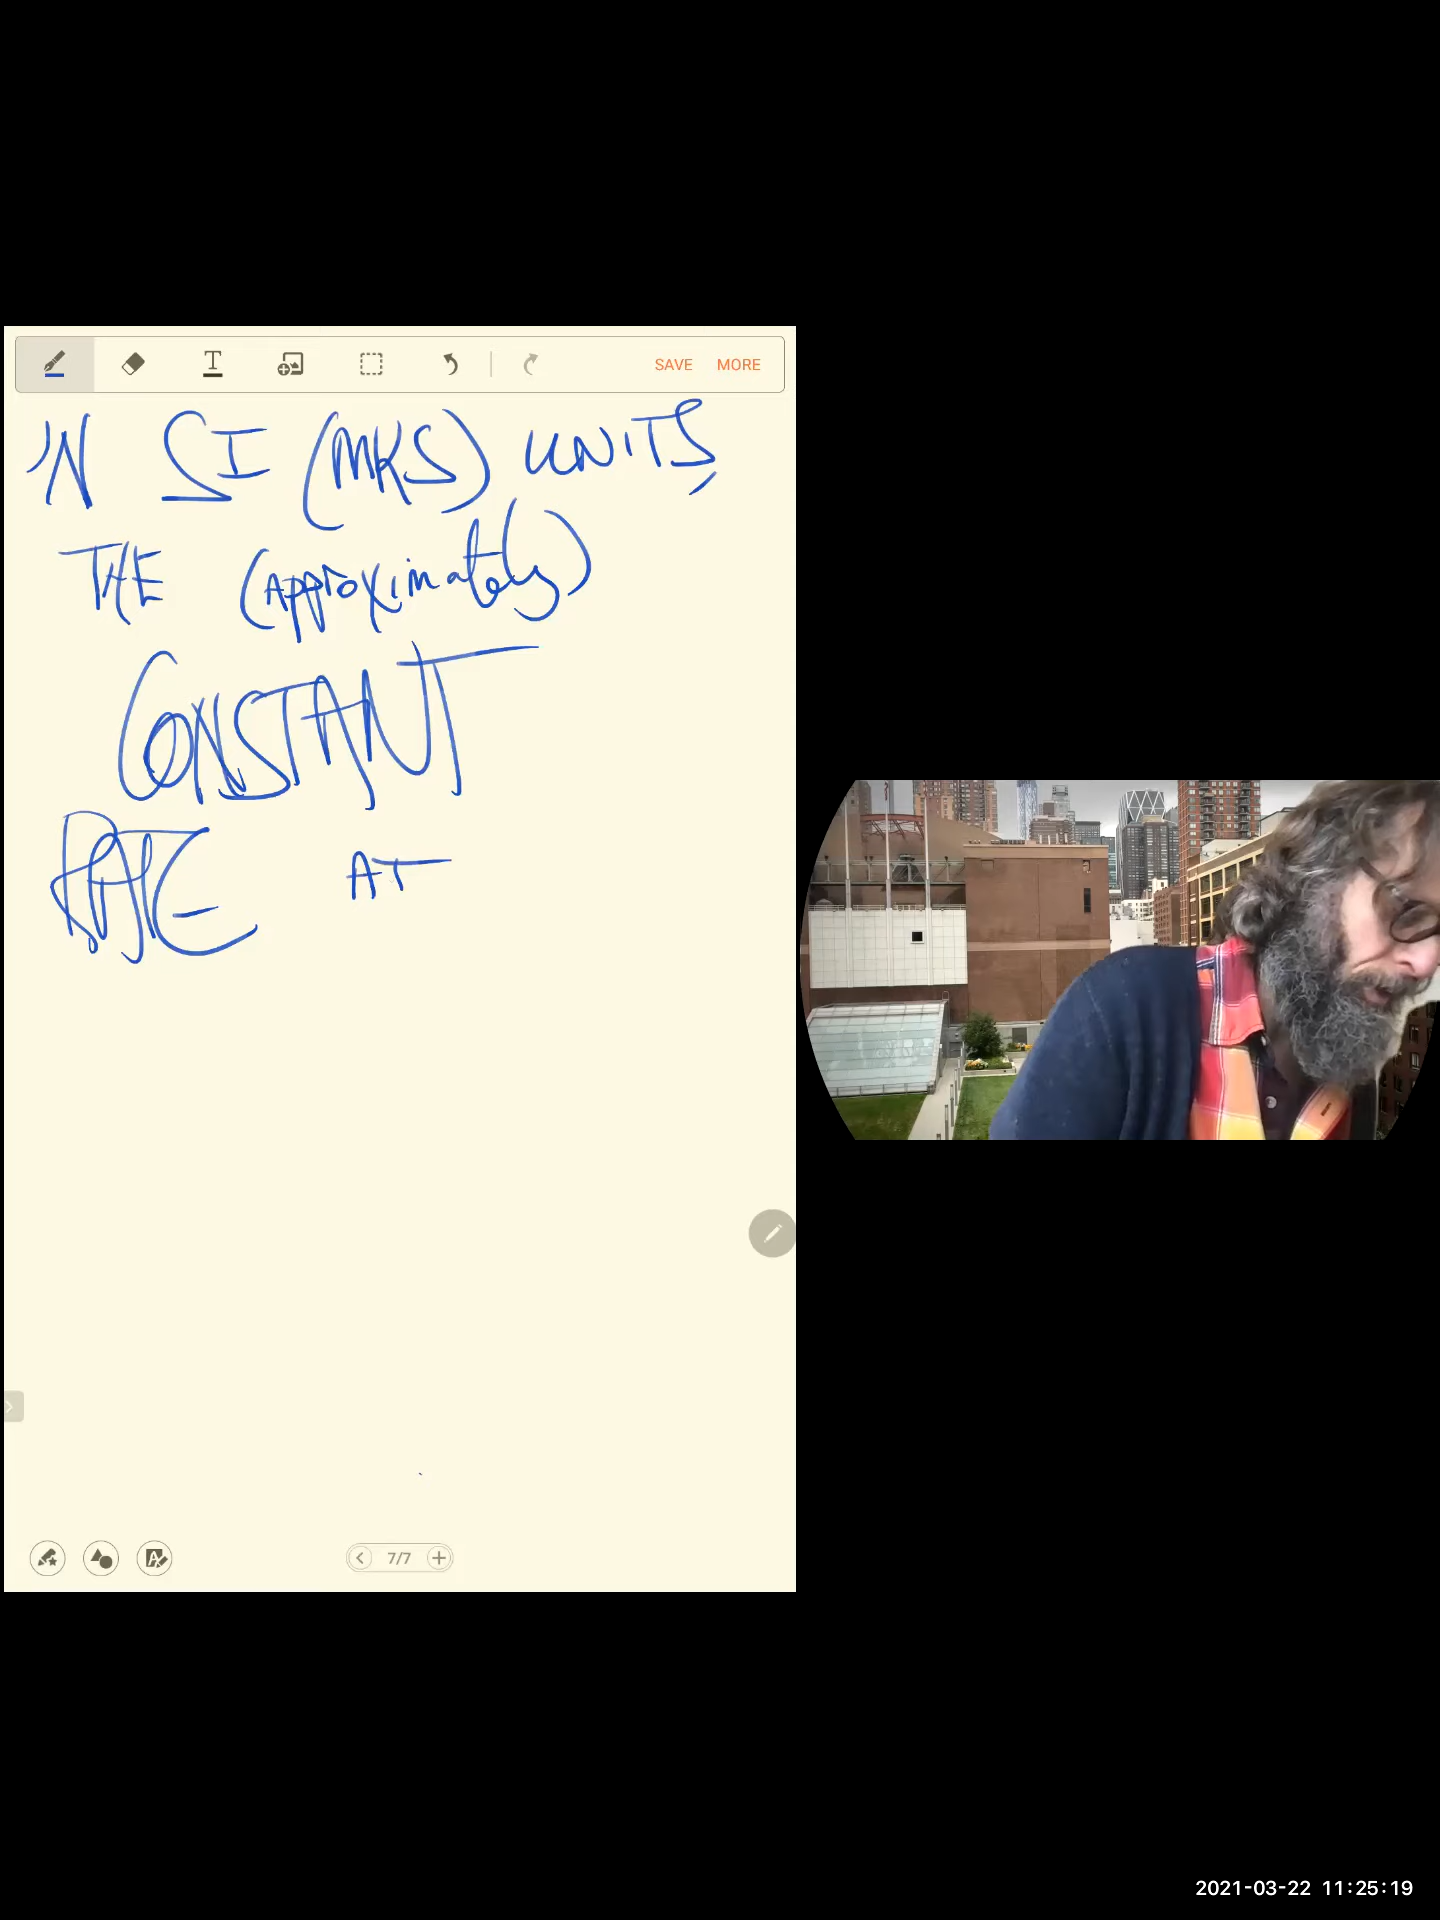 T SAVE MORE
IN SI (MKS) UNITS,
THE (Approximately)
CONSTANT
RATE AT
A
7/7
2021-03-22 11:25:19